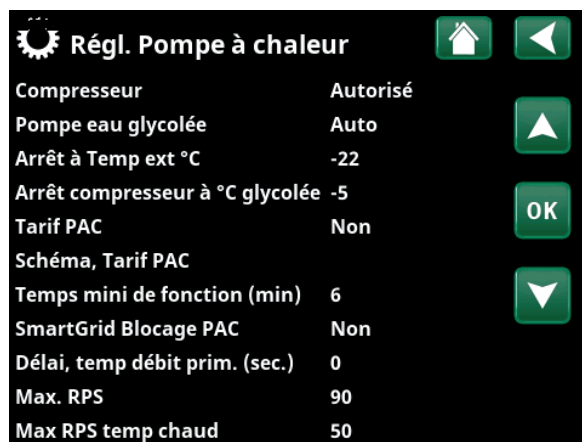 Régl. Pompe à chaleur
Compresseur Autorisé
Pompe eau glycolée Auto
Arrêt à Temp ext °C -22
Arrêt compresseur à °C glycolée -5
OK
Tarif PAC Non
Schéma, Tarif PAC
Temps mini de fonction (min) 6
SmartGrid Blocage PAC Non
Délai, temp débit prim. (sec.) 0
Max. RPS 90
Max RPS temp chaud 50